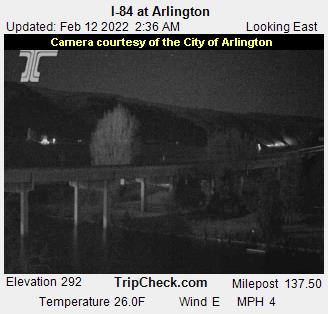 I-84 at Arlington
Updated: Feb 12 2022 2:36 AM Looking East
Camera courtesy of the City of Arlington
Elevation 292 TripCheck.com Milepost 137.50
Temperature 26.0F Wind E MPH 4